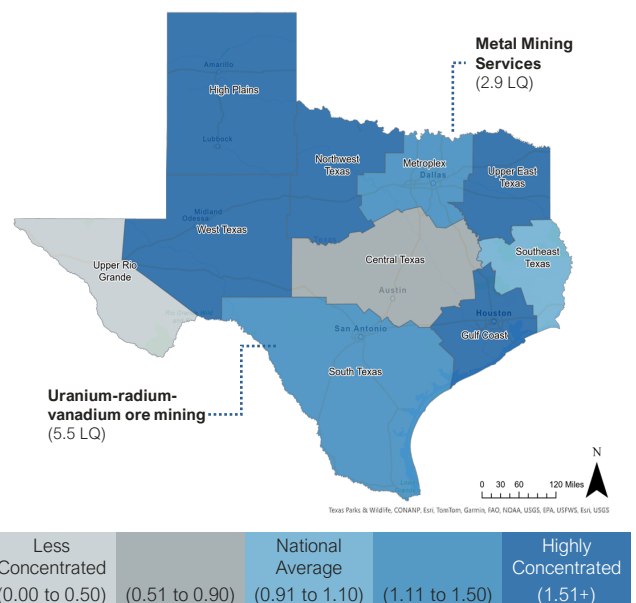 Metal Mining
Services
(2.9 LQ)
Amarillo
High Plains
Lubbock
Northwest
Texas
Metroplex
Dallas
Upper East
Texas
Midland
Odessa
West Texas
Upper Rio
Grande
Central Texas
Austin
Southeast
Texas
Houston
Gulf Coast
San Antonio
South Texas
Uranium-radium-
vanadium ore mining
(5.5 LQ)
N
0 30 60 120 Miles
Texas Parks & Wildlife, CONANP, Esri, TomTom, Garmin, FAO, NOAA, USGS, EPA, USFWS, Esri, USGS
Less
Concentrated
(0.00 to 0.50)
(0.51 to 0.90)
National
Average
(0.91 to 1.10)
(1.11 to 1.50)
Highly
Concentrated
(1.51+)